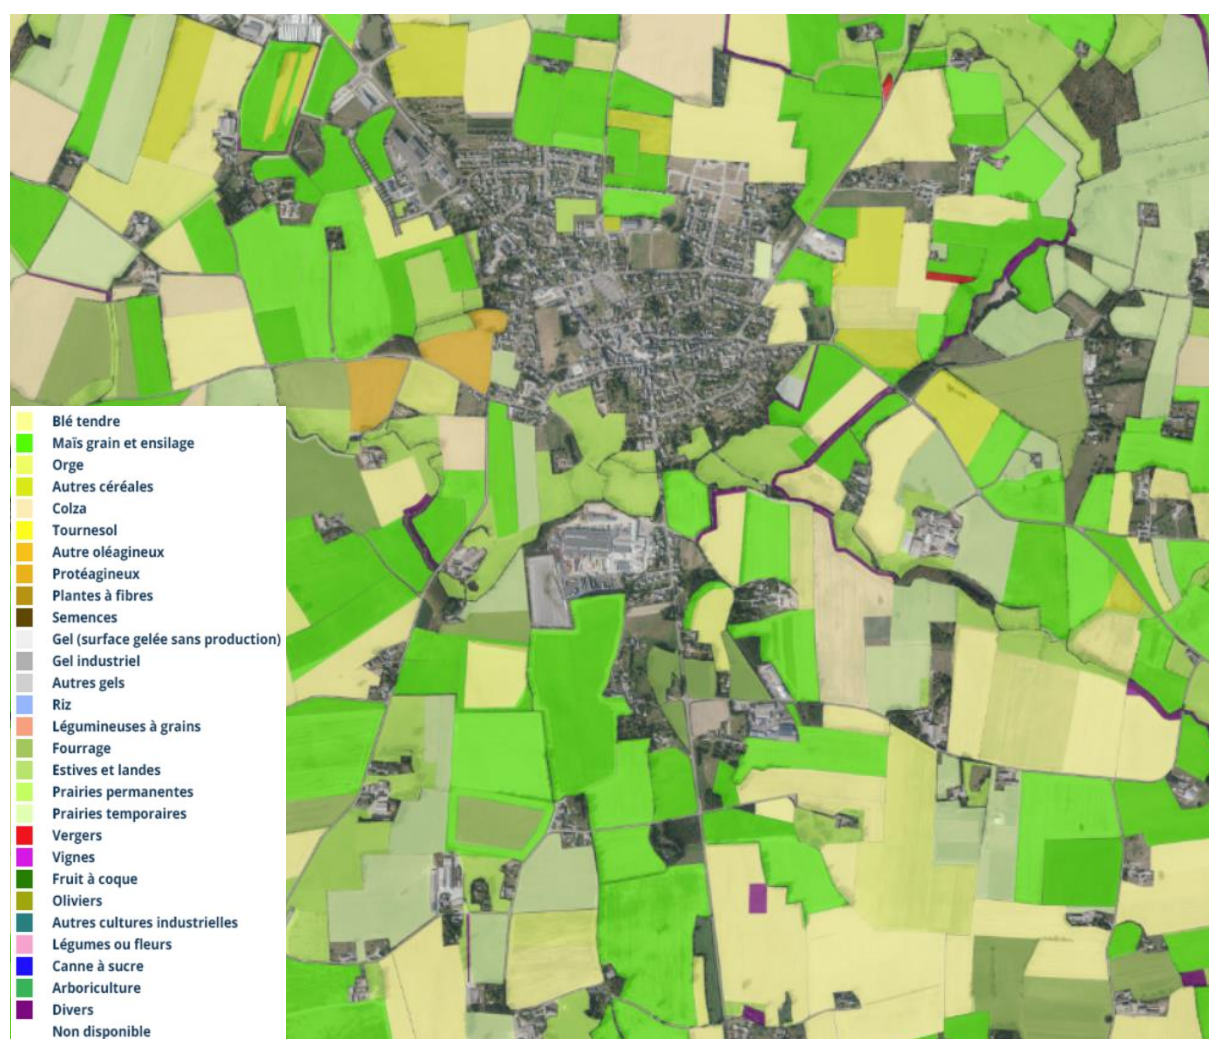 Blé tendre
Maïs grain et ensilage
Orge
Autres céréales
Colza
Tournesol
Autre oléagineux
Protéagineux
Plantes à fibres
Semences
Gel (surface gelée sans production)
Gel industriel
Autres gels
Riz
Légumineuses à grains
Fourrage
Estives et landes
Prairies permanentes
Prairies temporaires
Vergers
Vignes
Fruit à coque
Oliviers
Autres cultures industrielles
Légumes ou fleurs
Canne à sucre
Arboriculture
Divers
Non disponible